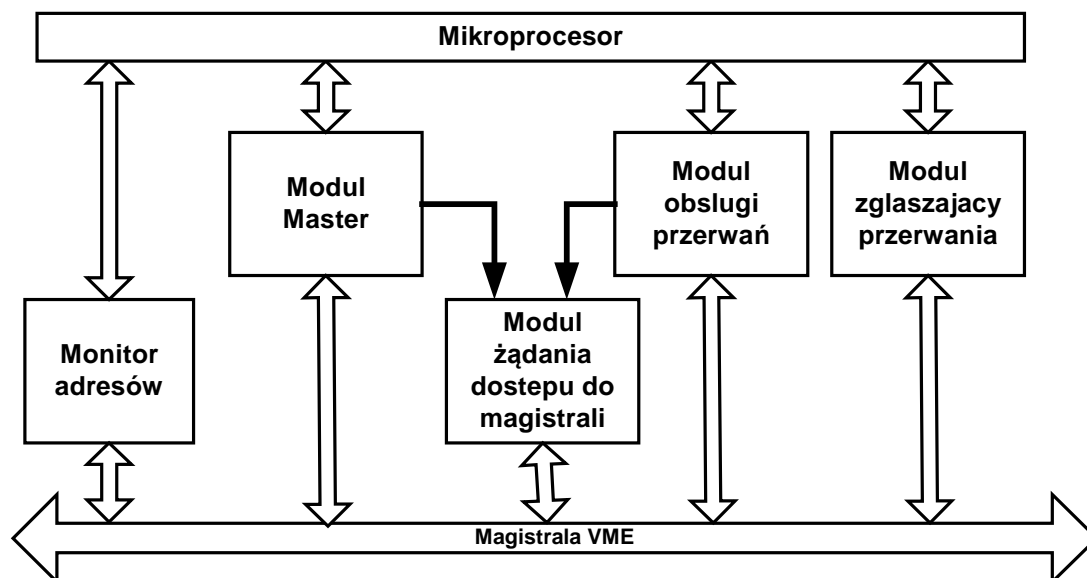 Mikroprocesor
Modul
Master
Modul
obslugi
przerwań
Modul
zglaszajacy
przerwania
Monitor
adresów
Modul
żądania
dostepu do
magistrali
Magistrala VME